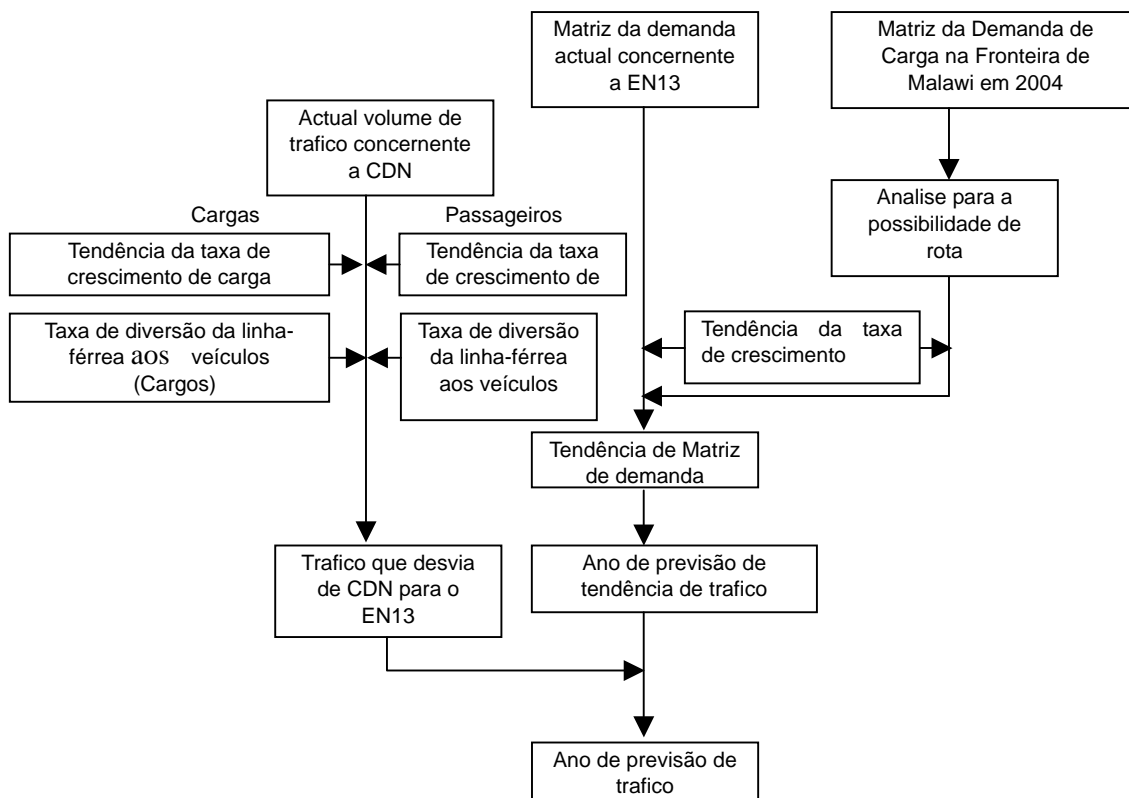 Matriz da demanda
actual concernente
a EN13
Matriz da Demanda de
Carga na Fronteira de
Malawi em 2004
Actual volume de
trafico concernente
a CDN
Cargas
Passageiros
Analise para a
possibilidade de
rota
Tendência da taxa de
crescimento de carga
Tendência da taxa
de crescimento de
Taxa de diversão da linha-
férrea aos veículos
(Cargos)
Taxa de diversão
da linha-férrea
aos veículos
Tendência da taxa
de crescimento
Tendência de Matriz
de demanda
Trafico que desvia
de CDN para o
EN13
Ano de previsão de
tendência de trafico
Ano de previsão de
trafico